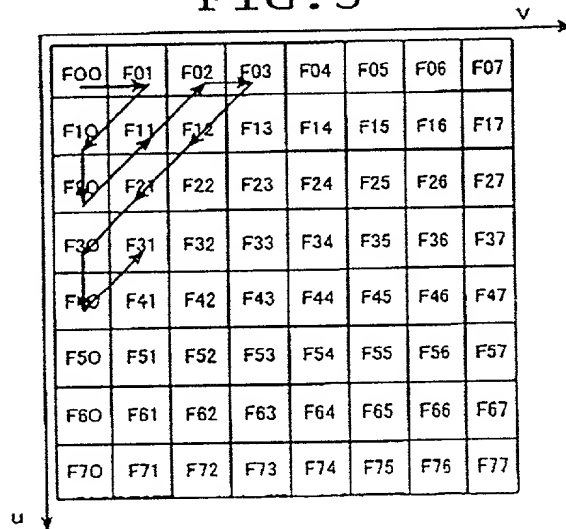 FIG. 3
v
F00 F01 F02 F03 F04 F05 F06 F07
F10 F11 F12 F13 F14 F15 F16 F17
F20 F21 F22 F23 F24 F25 F26 F27
F30 F31 F32 F33 F34 F35 F36 F37
F40 F41 F42 F43 F44 F45 F46 F47
F50 F51 F52 F53 F54 F55 F56 F57
F60 F61 F62 F63 F64 F65 F66 F67
F70 F71 F72 F73 F74 F75 F76 F77
u